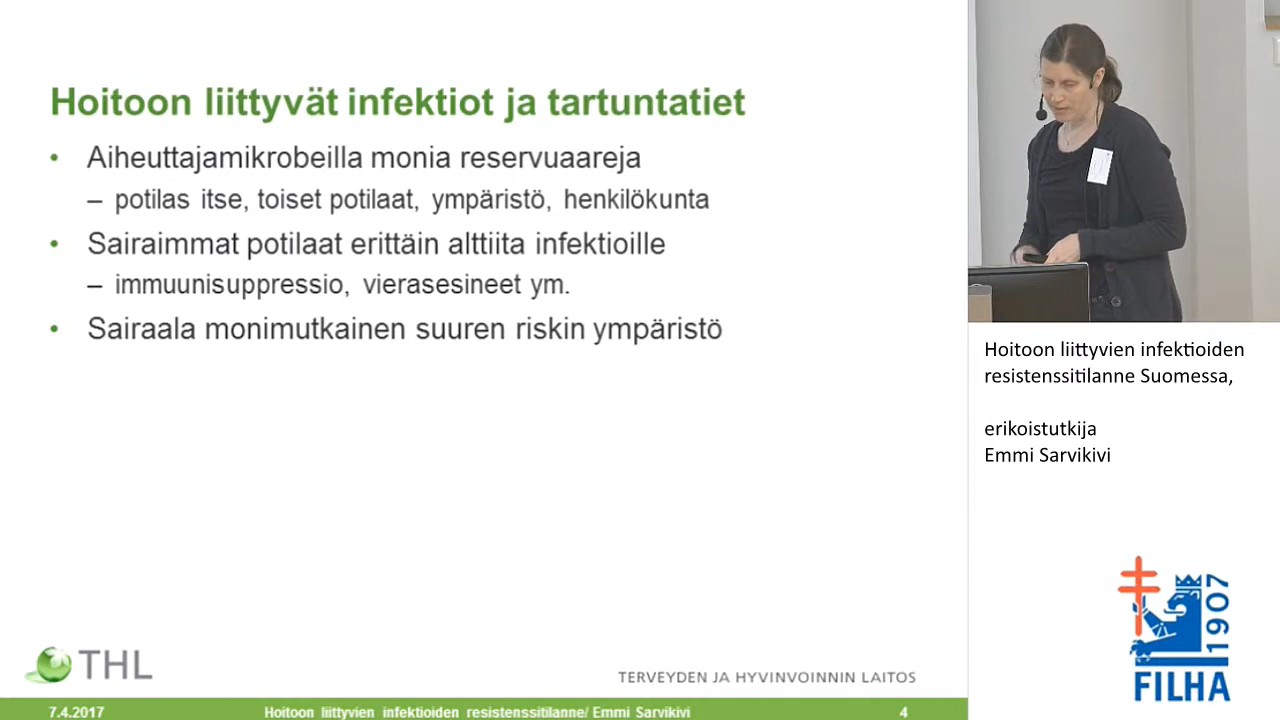 Hoitoon liittyvät infektiot ja tartuntatiet
• Aiheuttajamikrobeilla monia reservuaareja
– potilas itse, toiset potilaat, ympäristö, henkilökunta
• Sairaimmat potilaat erittäin alttiita infektioille
– immuunisuppressio, vierasesineet ym.
• Sairaala monimutkainen suuren riskin ympäristö
THL
TERVEYDEN JA HYVINVOINNIN LAITOS
7.4.2017 Hoitoon liittyvien infektioiden resistenssitilanne/ Emmi Sarvikivi 4
Hoitoon liittyvien infektioiden
resistenssitilanne Suomessa,
erikoistutkija
Emmi Sarvikivi
1907
FILHA